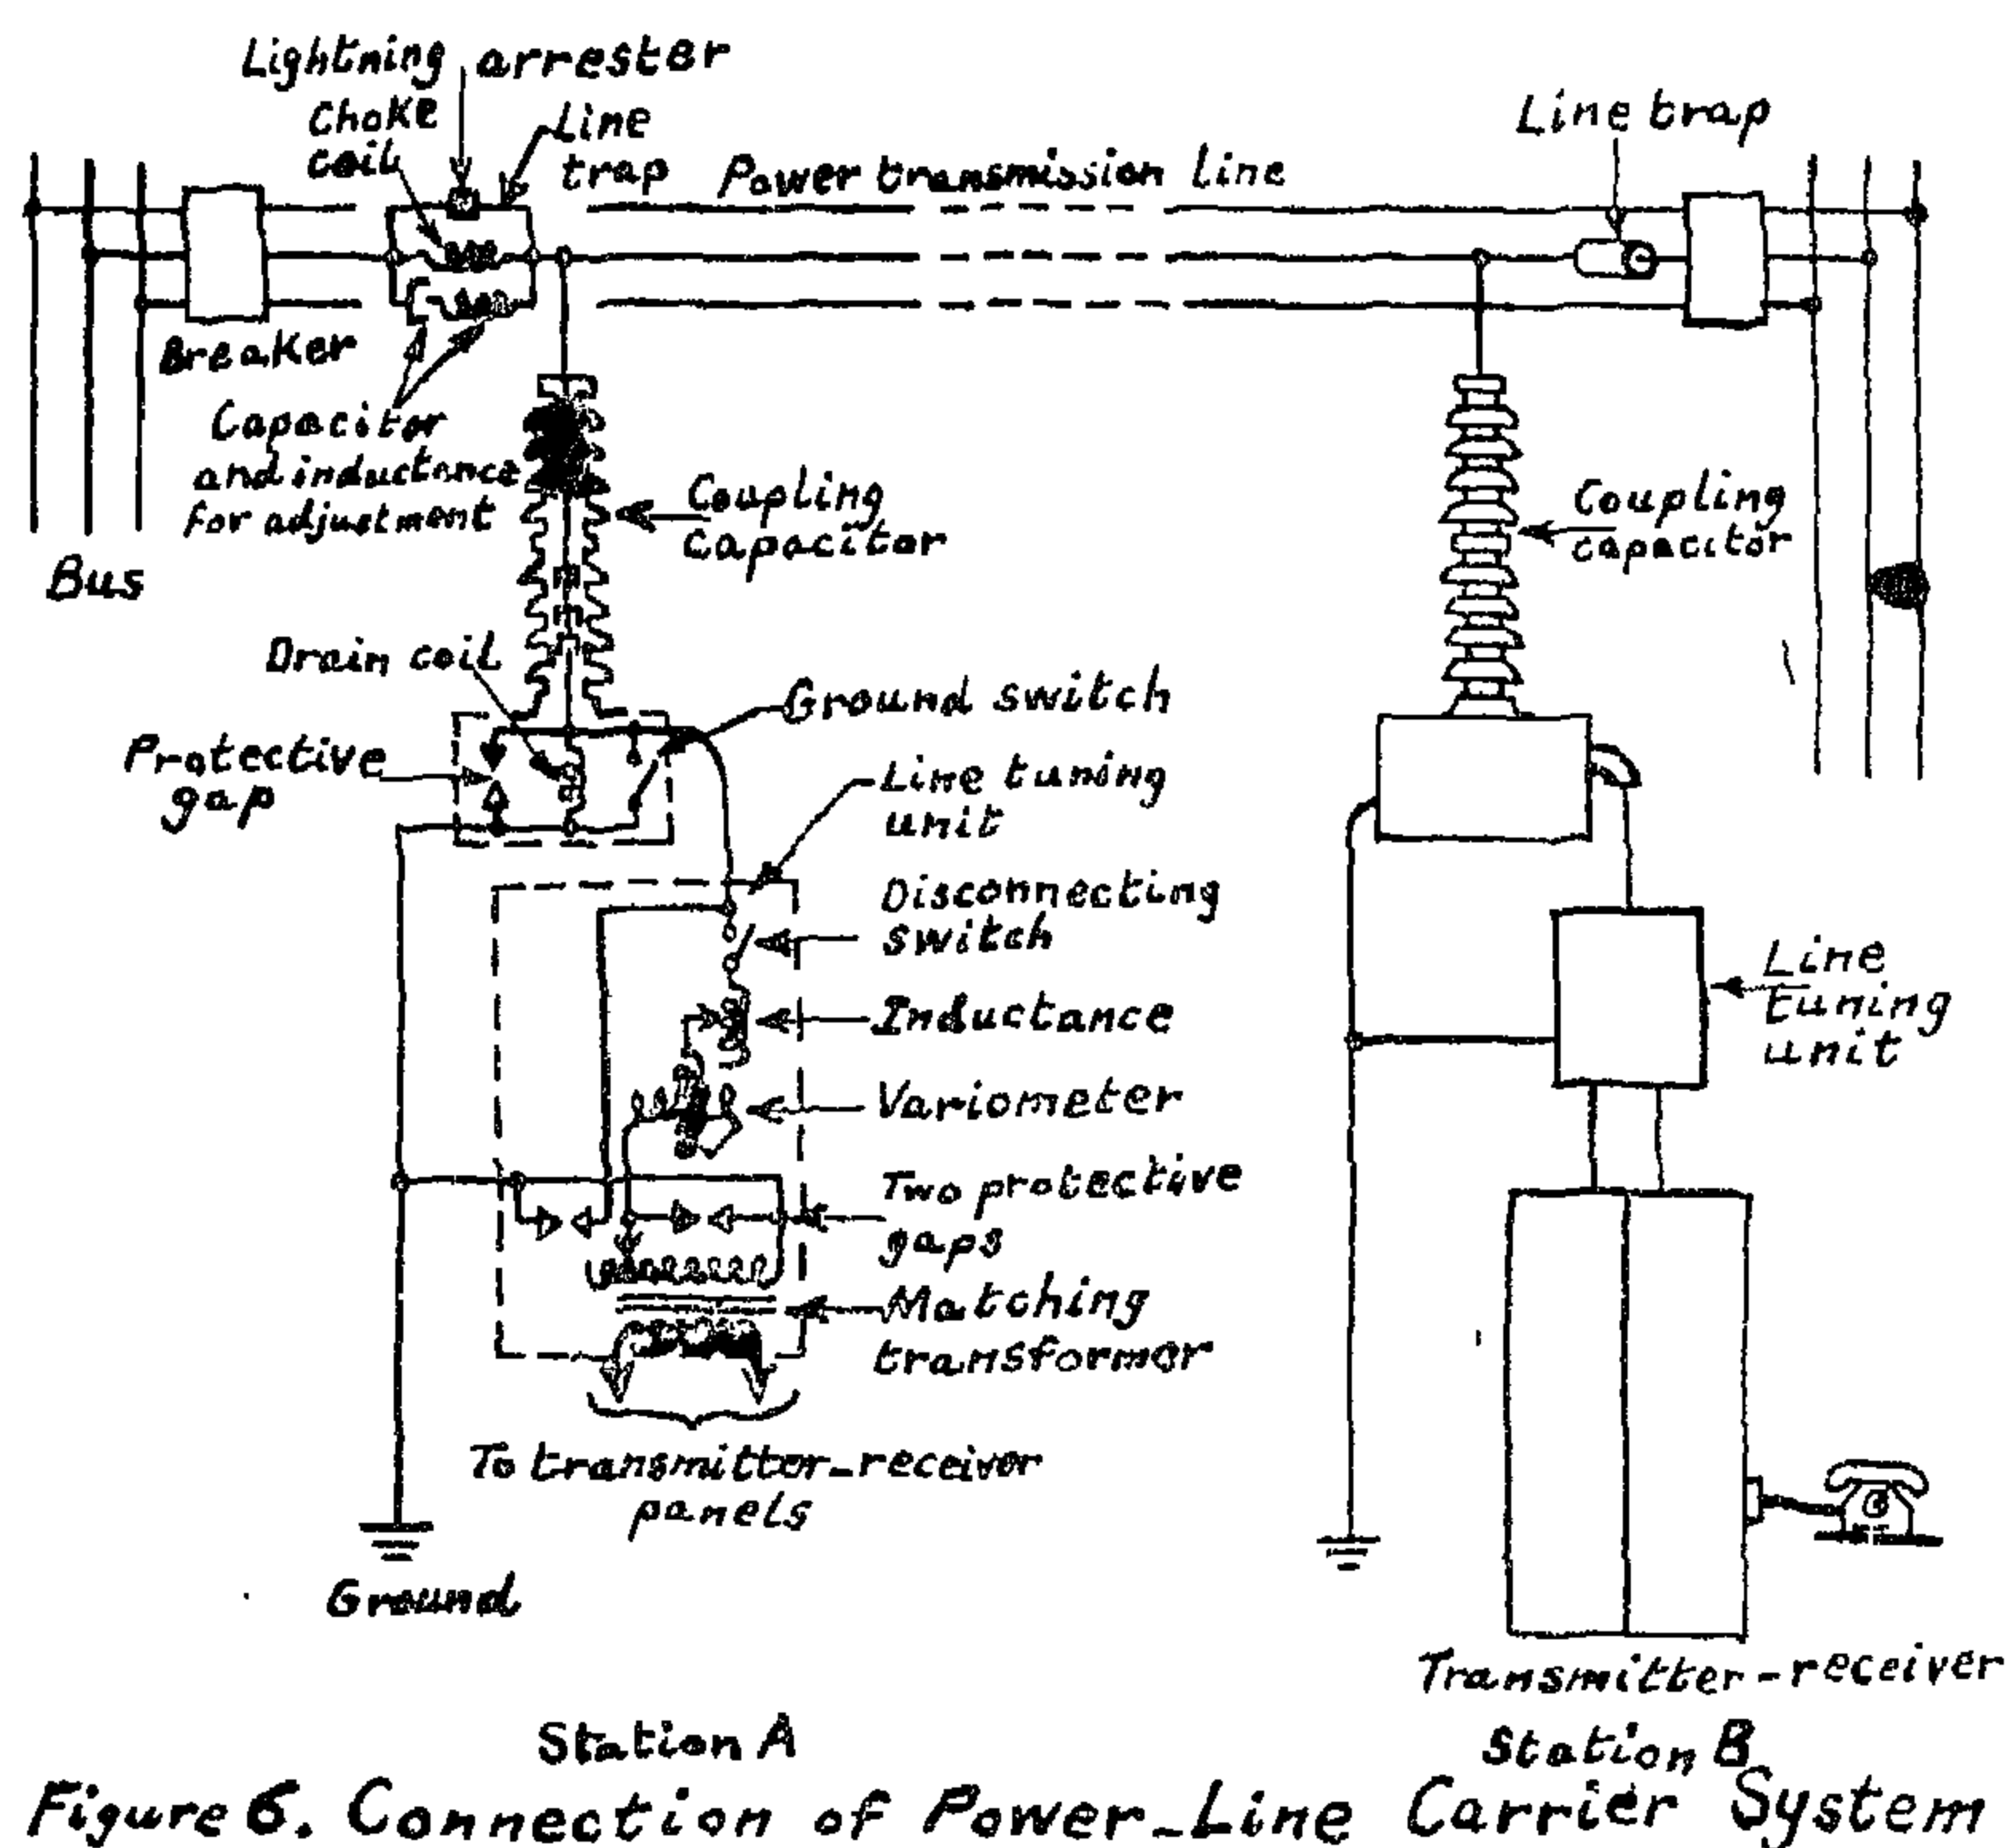 Lightning arrester
Choke
coil
Line
trap
Power transmission line
Line trap
Breaker
Capacitor
and inductance
for adjustment
Bus
Coupling
capacitor
Coupling
capacitor
Drain coil
Ground switch
Protective
gap
Line tuning
unit
Disconnecting
switch
Line
tuning
unit
Inductance
Variometer
Two protective
gaps
Matching
transformer
To transmitter-receiver
panels
Ground
Transmitter-receiver
Station A
Station B
Figure 6. Connection of Power-Line Carrier System